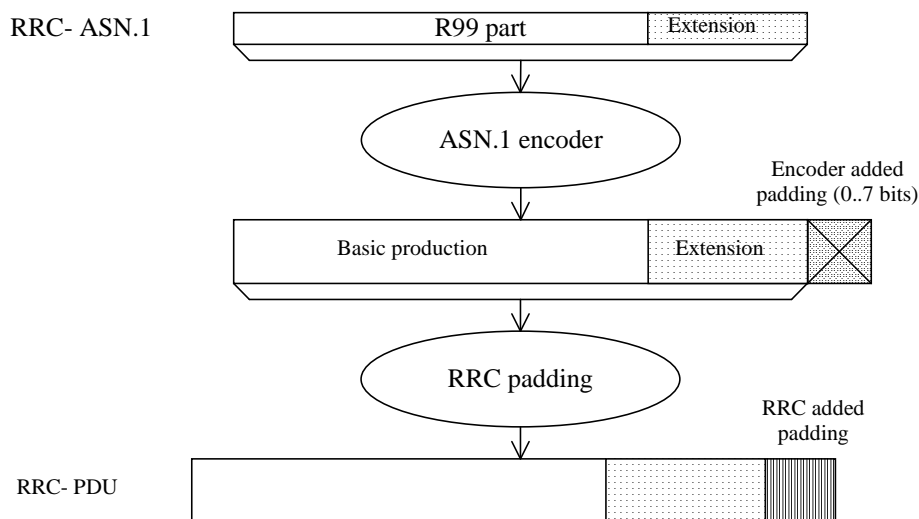 RRC- ASN.1
R99 part
Extension
ASN.1 encoder
Encoder added
padding (0..7 bits)
Basic production
Extension
RRC padding
RRC added
padding
RRC- PDU